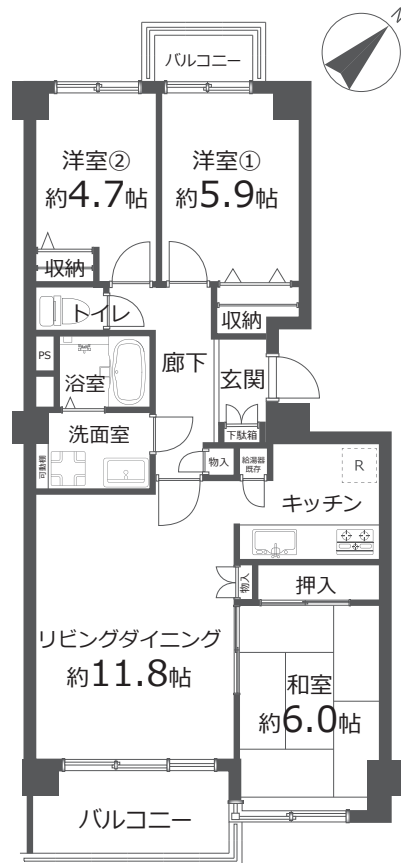 N
バルコニー
洋室②
約4.7帖
洋室①
約5.9帖
収納
収納
トイレ
廊下
玄関
PS
浴室
下駄箱
洗面室
可動棚
物入
給湯器
既存
R
キッチン
物入
押入
リビングダイニング
約11.8帖
和室
約6.0帖
バルコニー